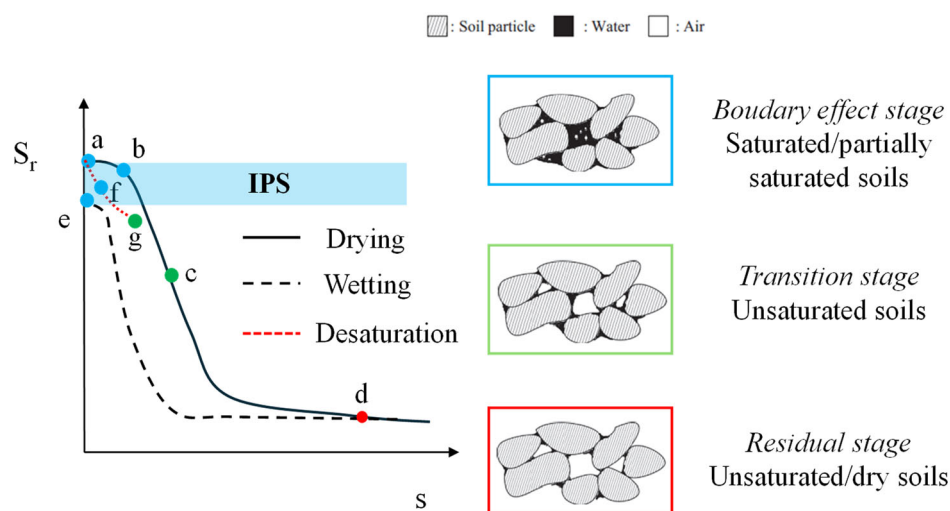 : Soil particle : Water : Air
Sr
a
b
IPS
f
e
g
c
d
Drying
Wetting
Desaturation
s
Boudary effect stage
Saturated/partially
saturated soils
Transition stage
Unsaturated soils
Residual stage
Unsaturated/dry soils